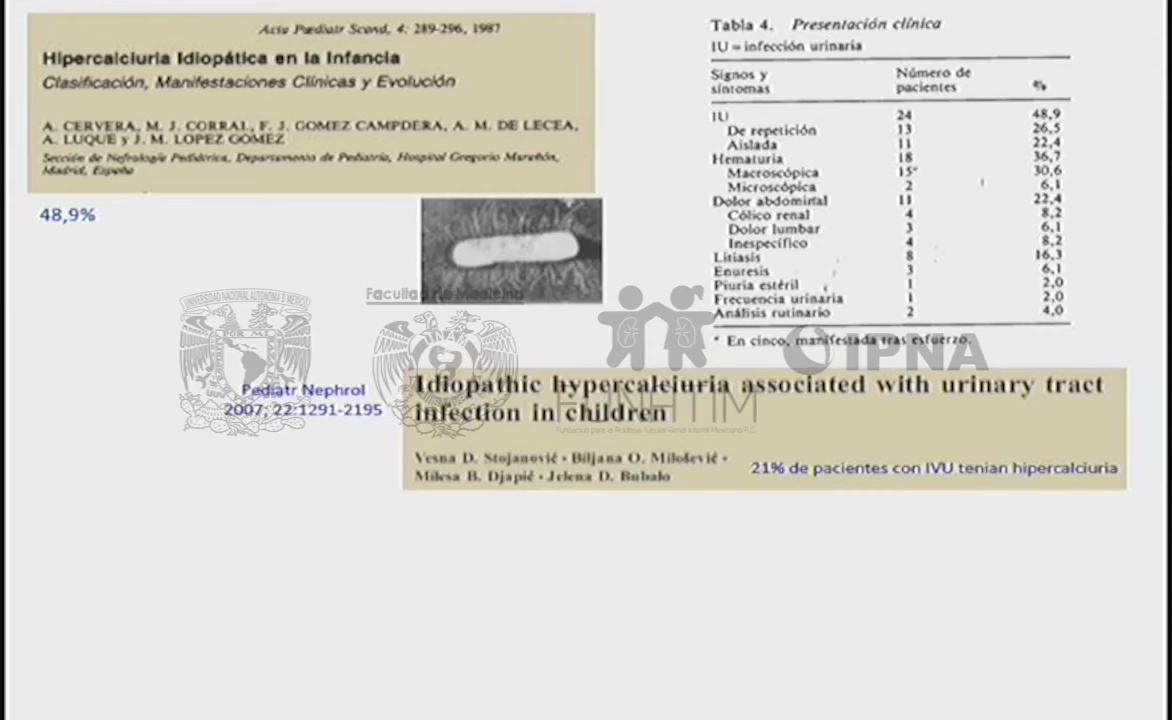 Acta Pædiatr Scand, 4: 289-296, 1987
Hipercalciuria Idiopática en la Infancia
Clasificación, Manifestaciones Clínicas y Evolución
A. CERVERA, M. J. CORRAL, F. J. GOMEZ CAMPDERA, A. M. DE LECEA,
A. LUQUE y J. M. LOPEZ GOMEZ
Sección de Nefrología Pediátrica, Departamento de Pediatría, Hospital Gregorio Marañón,
Madrid, España
48,9%
Tabla 4. Presentación clínica
IU = infección urinaria
Signos y síntomas Número de pacientes %
IU 24 48,9
De repetición 13 26,5
Aislada 11 22,4
Hematuria 18 36,7
Macroscópica 15* 30,6
Microscópica 2 6,1
Dolor abdominal 11 22,4
Cólico renal 4 8,2
Dolor lumbar 3 6,1
Inespecífico 4 8,2
Litiasis 8 16,3
Enuresis 3 6,1
Piuria estéril 1 2,0
Frecuencia urinaria 1 2,0
Análisis rutinario 2 4,0
* En cinco, manifestada tras esfuerzo.
UNIVERSIDAD NACIONAL AUTONOMA DE MEXICO
Facultad de Medicina
IPNA
Pediatr Nephrol
2007; 22:1291-2195
Idiopathic hypercalciuria associated with urinary tract
infection in children
Vesna D. Stojanović · Biljana O. Milošević ·
Milesa B. Djapić · Jelena D. Bubalo
21% de pacientes con IVU tenian hipercalciuria